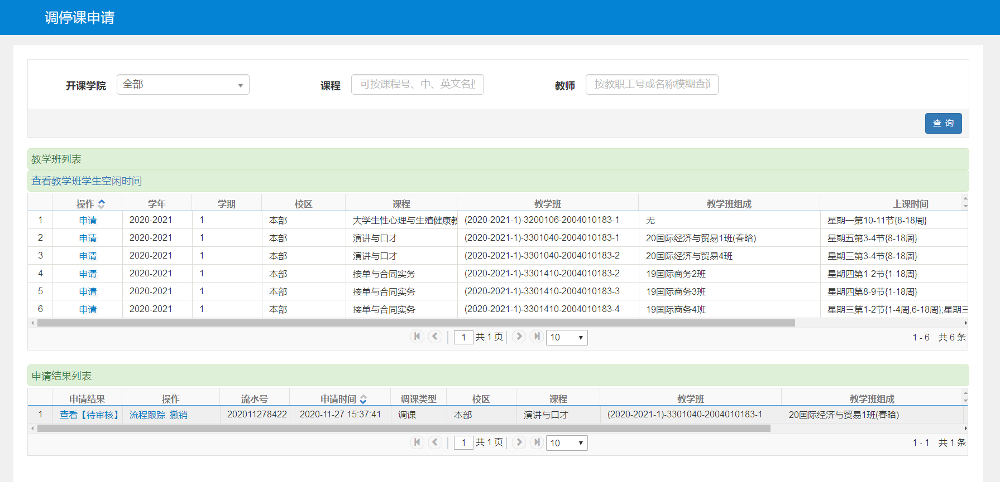 调停课申请
开课学院 全部 课程 可按课程号、中、英文名 教师 按教职工号或名称模糊查
查 询
教学班列表
查看教学班学生空闲时间
操作 学年 学期 校区 课程 教学班 教学班组成 上课时间
1 申请 2020-2021 1 本部 大学生性心理与生殖健康教 (2020-2021-1)-3200106-2004010183-1 无 星期一第10-11节{8-18周}
2 申请 2020-2021 1 本部 演讲与口才 (2020-2021-1)-3301040-2004010183-1 20国际经济与贸易1班(春晗) 星期五第3-4节{8-18周}
3 申请 2020-2021 1 本部 演讲与口才 (2020-2021-1)-3301040-2004010183-2 20国际经济与贸易4班 星期三第3-4节{8-18周}
4 申请 2020-2021 1 本部 接单与合同实务 (2020-2021-1)-3301410-2004010183-2 19国际商务2班 星期四第1-2节{1-18周}
5 申请 2020-2021 1 本部 接单与合同实务 (2020-2021-1)-3301410-2004010183-3 19国际商务3班 星期四第8-9节{1-18周}
6 申请 2020-2021 1 本部 接单与合同实务 (2020-2021-1)-3301410-2004010183-4 19国际商务4班 星期三第1-2节{1-4周,6-18周};星期三
1 共 1 页 10 1 - 6 共 6 条
申请结果列表
申请结果 操作 流水号 申请时间 调课类型 校区 课程 教学班 教学班组成
1 查看【待审核】 流程跟踪 撤销 202011278422 2020-11-27 15:37:41 调课 本部 演讲与口才 (2020-2021-1)-3301040-2004010183-1 20国际经济与贸易1班(春晗)
1 共 1 页 10 1 - 1 共 1 条